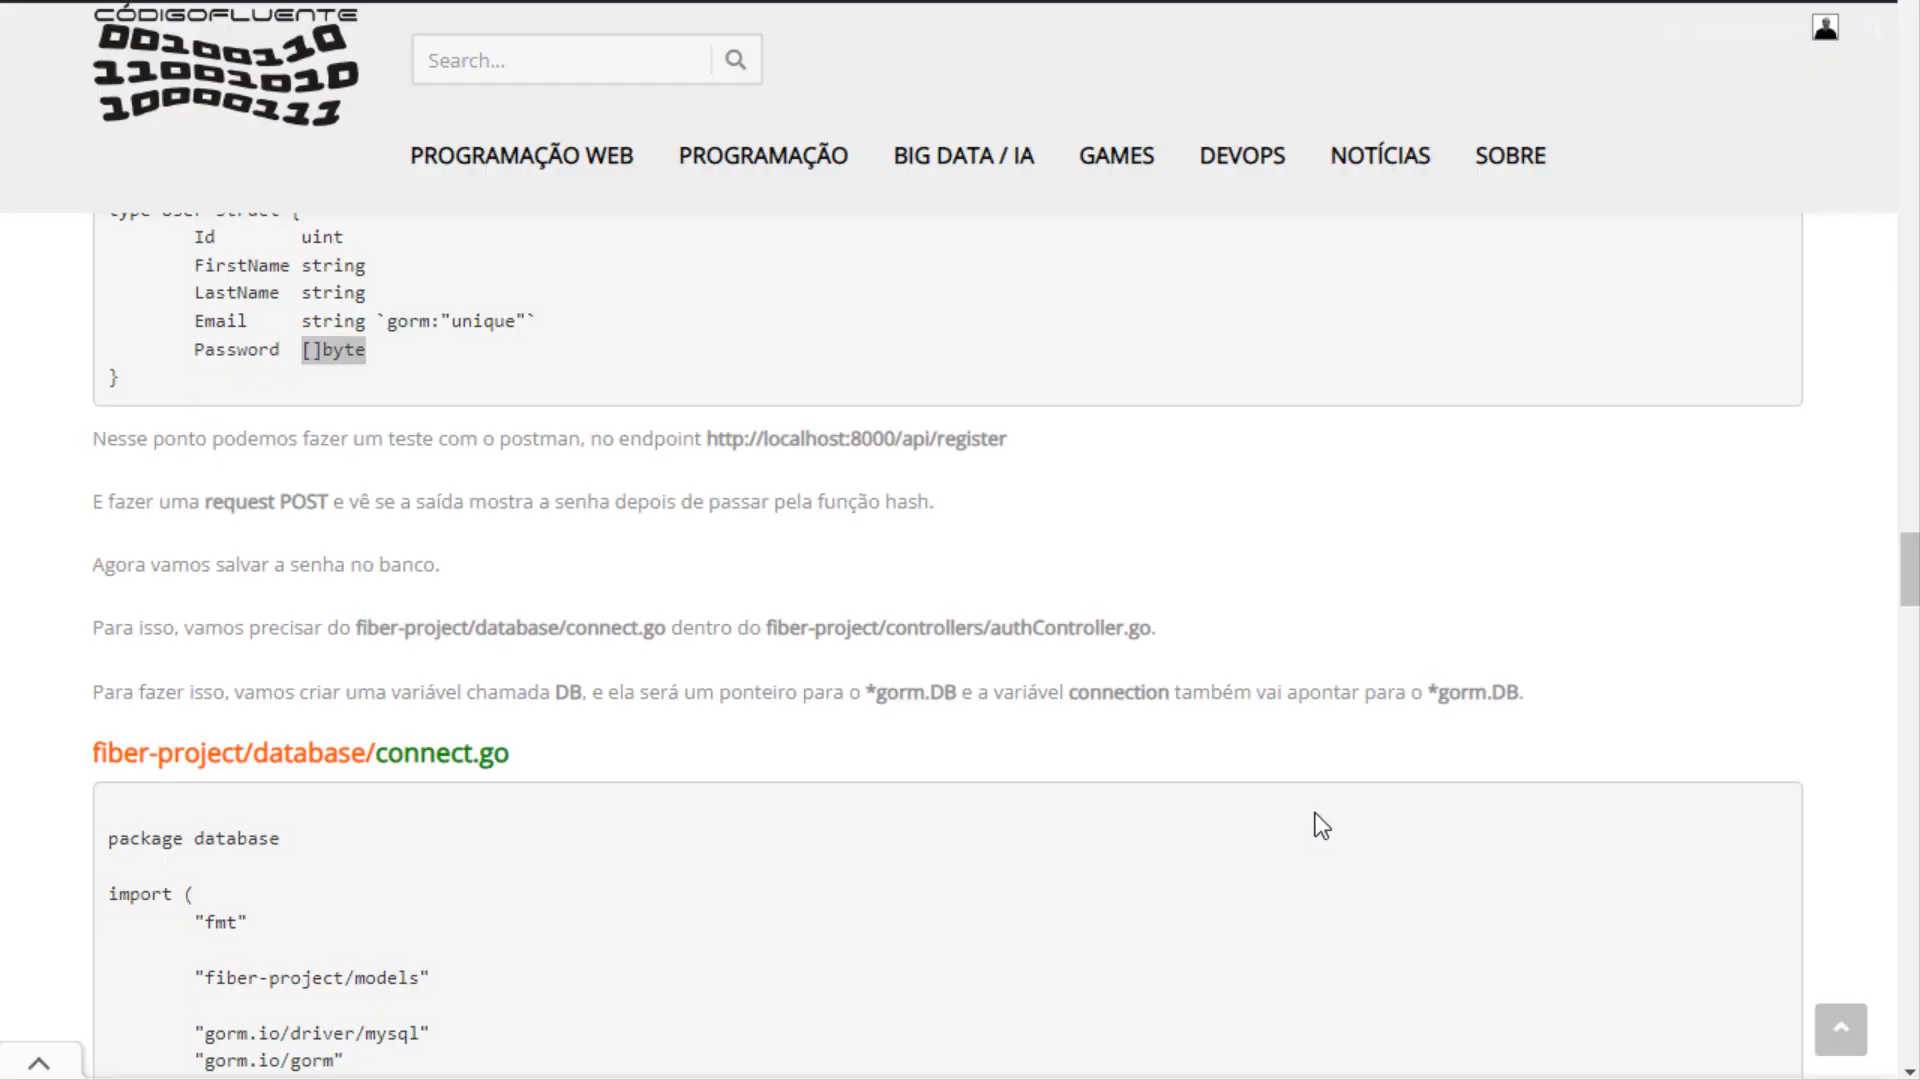 CÓDIGOFLUENTE
00100110
11001010
10000111
Search...
PROGRAMAÇÃO WEB PROGRAMAÇÃO BIG DATA / IA GAMES DEVOPS NOTÍCIAS SOBRE
type User struct {
Id uint
FirstName string
LastName string
Email string `gorm:"unique"`
Password []byte
}
Nesse ponto podemos fazer um teste com o postman, no endpoint http://localhost:8000/api/register
E fazer uma request POST e vê se a saída mostra a senha depois de passar pela função hash.
Agora vamos salvar a senha no banco.
Para isso, vamos precisar do fiber-project/database/connect.go dentro do fiber-project/controllers/authController.go.
Para fazer isso, vamos criar uma variável chamada DB, e ela será um ponteiro para o *gorm.DB e a variável connection também vai apontar para o *gorm.DB.
fiber-project/database/connect.go
package database
import (
"fmt"
"fiber-project/models"
"gorm.io/driver/mysql"
"gorm.io/gorm"